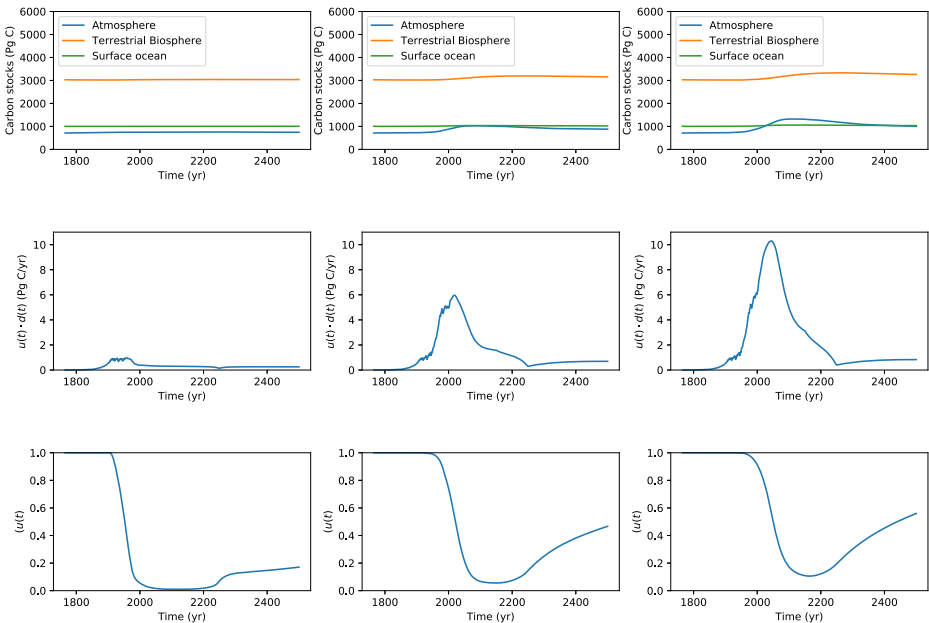 6000
5000
4000
3000
2000
1000
0
Carbon stocks (Pg C)
Atmosphere
Terrestrial Biosphere
Surface ocean
1800 2000 2200 2400
Time (yr)
6000
5000
4000
3000
2000
1000
0
Carbon stocks (Pg C)
Atmosphere
Terrestrial Biosphere
Surface ocean
1800 2000 2200 2400
Time (yr)
6000
5000
4000
3000
2000
1000
0
Carbon stocks (Pg C)
Atmosphere
Terrestrial Biosphere
Surface ocean
1800 2000 2200 2400
Time (yr)
10
8
6
4
2
0
u(t)·d(t) (Pg C/yr)
1800 2000 2200 2400
Time (yr)
10
8
6
4
2
0
u(t)·d(t) (Pg C/yr)
1800 2000 2200 2400
Time (yr)
10
8
6
4
2
0
u(t)·d(t) (Pg C/yr)
1800 2000 2200 2400
Time (yr)
1.0
0.8
0.6
0.4
0.2
0.0
(u(t)
1800 2000 2200 2400
Time (yr)
1.0
0.8
0.6
0.4
0.2
0.0
(u(t)
1800 2000 2200 2400
Time (yr)
1.0
0.8
0.6
0.4
0.2
0.0
(u(t)
1800 2000 2200 2400
Time (yr)